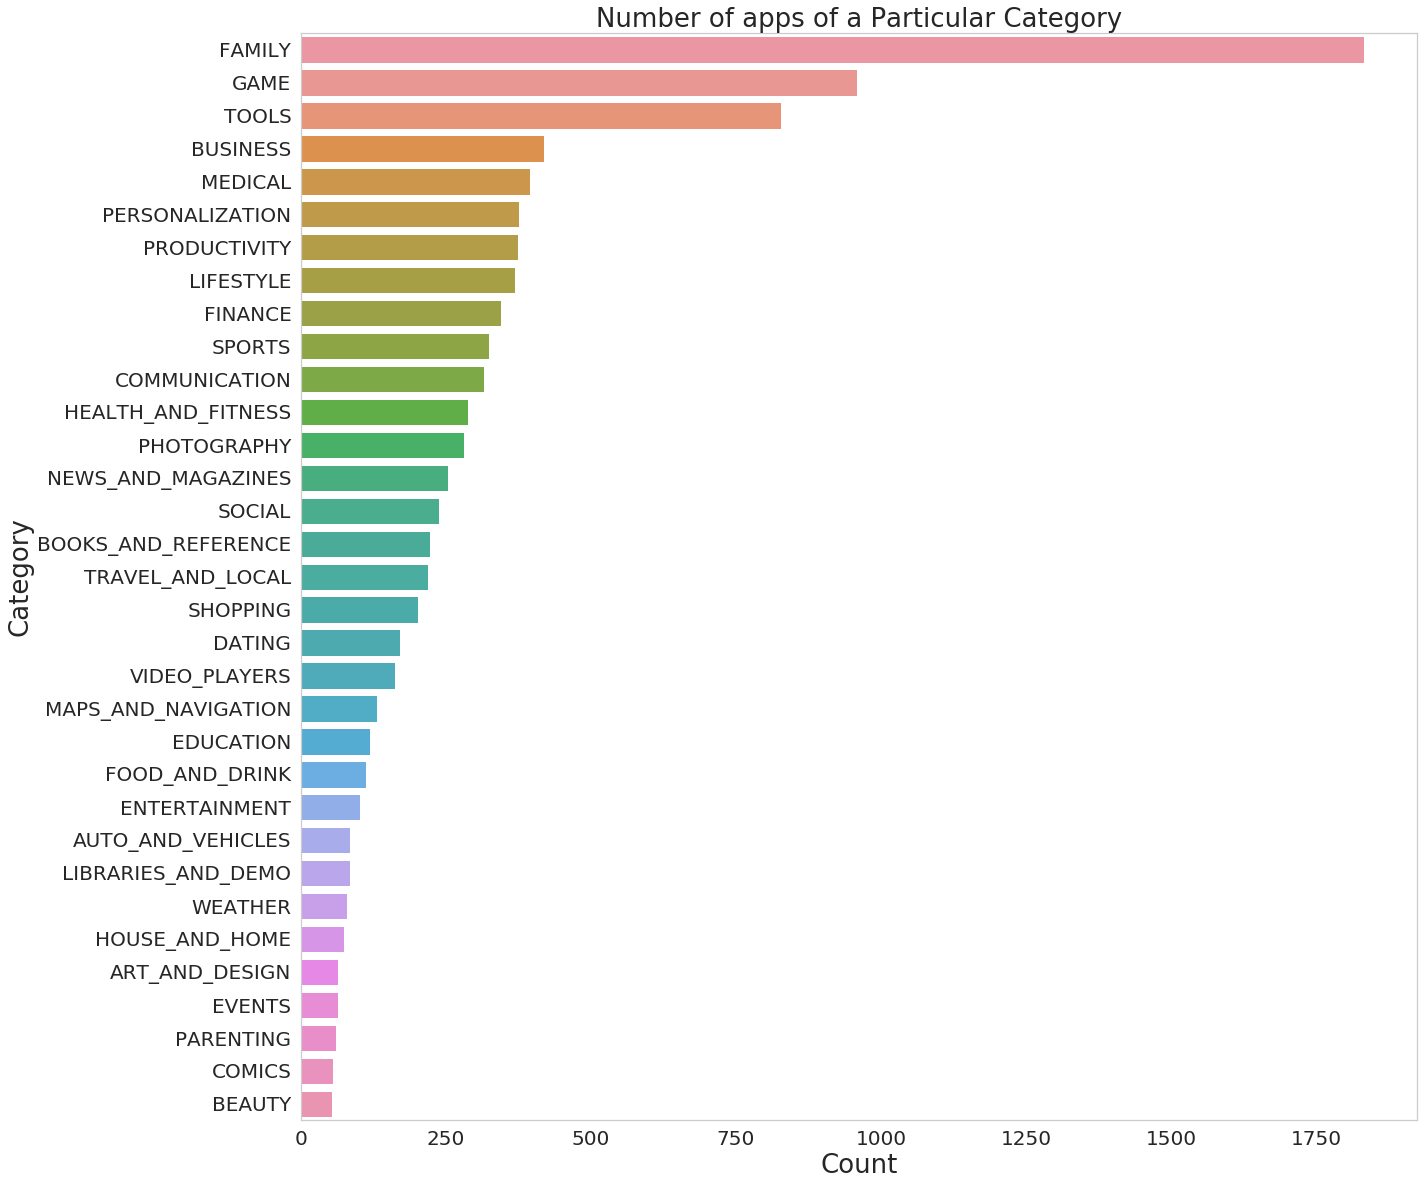 Number of apps of a Particular Category
Category
FAMILY
GAME
TOOLS
BUSINESS
MEDICAL
PERSONALIZATION
PRODUCTIVITY
LIFESTYLE
FINANCE
SPORTS
COMMUNICATION
HEALTH_AND_FITNESS
PHOTOGRAPHY
NEWS_AND_MAGAZINES
SOCIAL
BOOKS_AND_REFERENCE
TRAVEL_AND_LOCAL
SHOPPING
DATING
VIDEO_PLAYERS
MAPS_AND_NAVIGATION
EDUCATION
FOOD_AND_DRINK
ENTERTAINMENT
AUTO_AND_VEHICLES
LIBRARIES_AND_DEMO
WEATHER
HOUSE_AND_HOME
ART_AND_DESIGN
EVENTS
PARENTING
COMICS
BEAUTY
0 250 500 750 1000 1250 1500 1750
Count